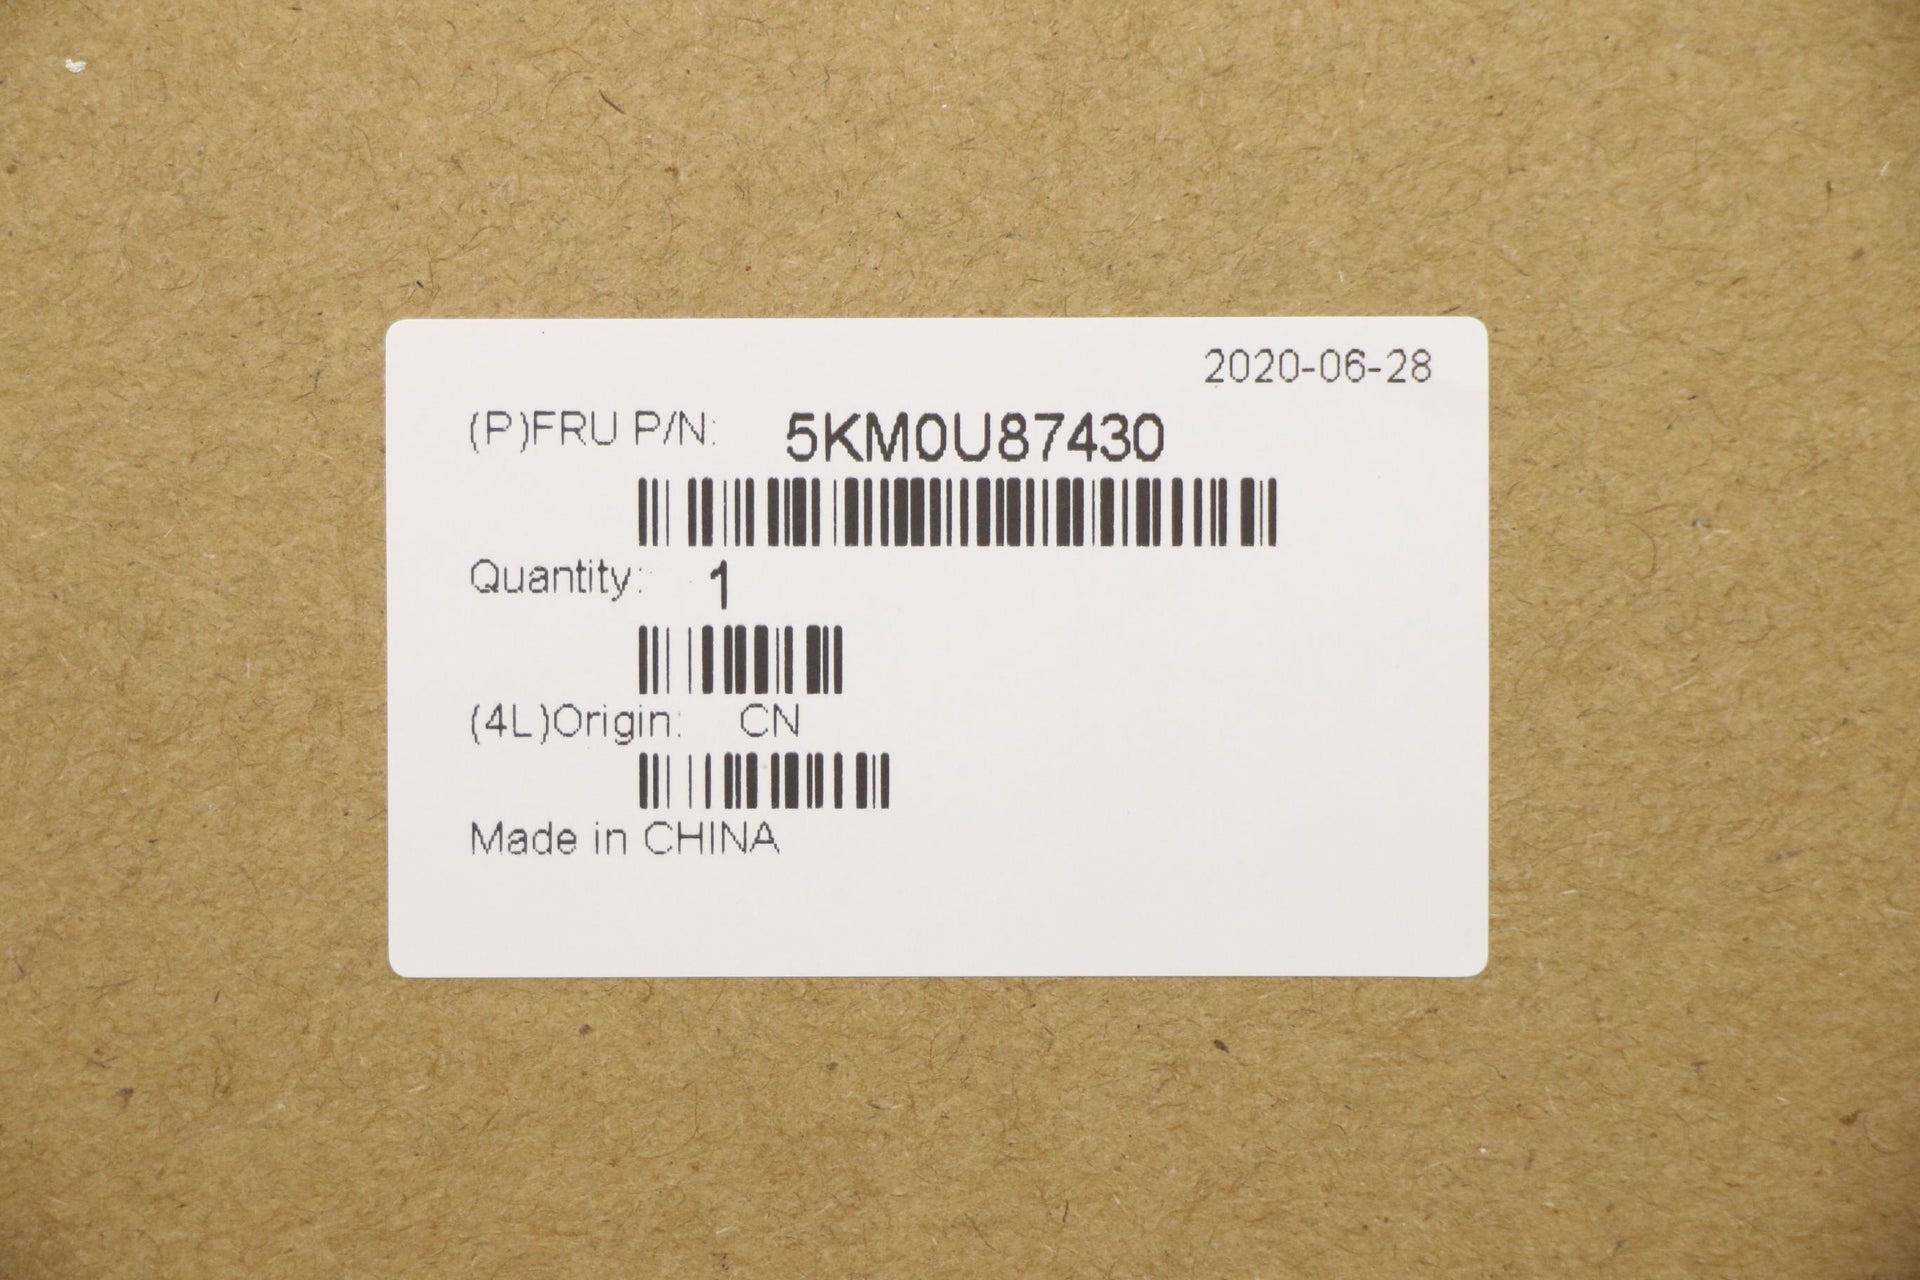 2020-06-28
(P)FRU P/N: 5KM0U87430
Quantity: 1
(4L)Origin: CN
Made in CHINA